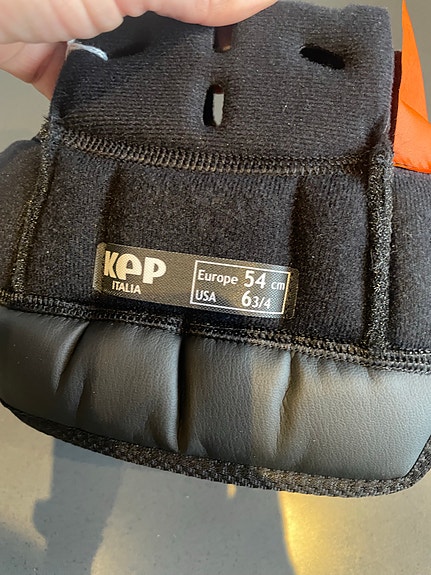 KEP
ITALIA
Europe 54 cm
USA 6 3/4